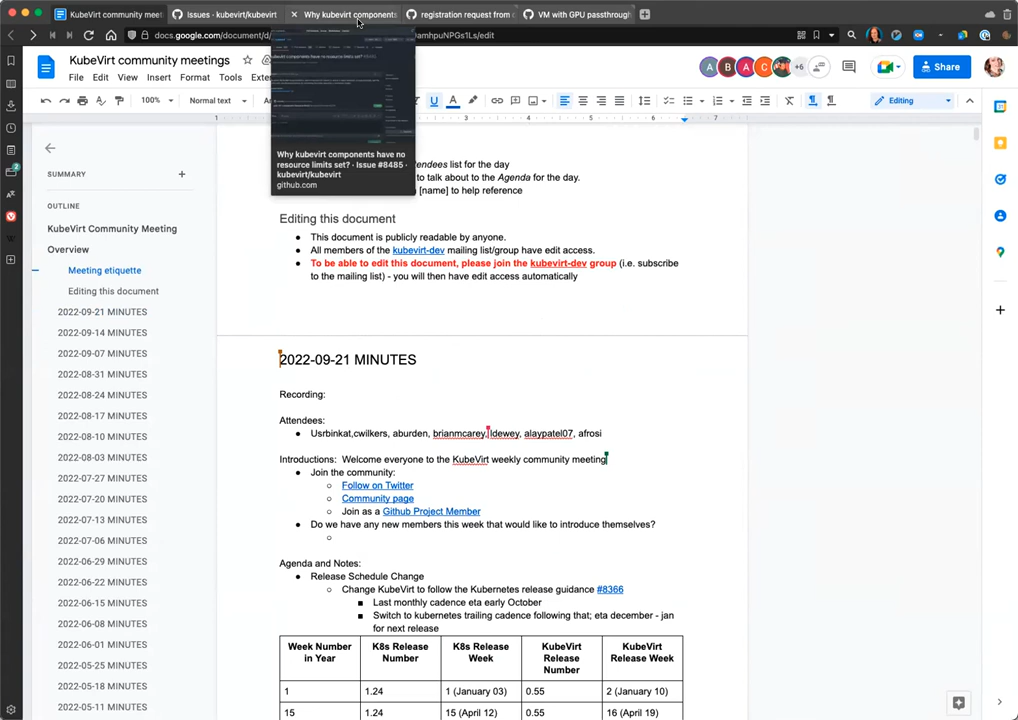 KubeVirt community meet
Issues · kubevirt/kubevirt
Why kubevirt components
registration request from
VM with GPU passthroug
docs.google.com/document/d/
amhpuNPGs1Ls/edit
KubeVirt community meetings
File Edit View Insert Format Tools Exte
+6
Share
100% Normal text
Editing
1 3 4 5 6 7
Why kubevirt components have no
resource limits set? · Issue #8485 ·
kubevirt/kubevirt
github.com
SUMMARY
OUTLINE
KubeVirt Community Meeting
Overview
Meeting etiquette
Editing this document
2022-09-21 MINUTES
2022-09-14 MINUTES
2022-09-07 MINUTES
2022-08-31 MINUTES
2022-08-24 MINUTES
2022-08-17 MINUTES
2022-08-10 MINUTES
2022-08-03 MINUTES
2022-07-27 MINUTES
2022-07-20 MINUTES
2022-07-13 MINUTES
2022-07-06 MINUTES
2022-06-29 MINUTES
2022-06-22 MINUTES
2022-06-15 MINUTES
2022-06-08 MINUTES
2022-06-01 MINUTES
2022-05-25 MINUTES
2022-05-18 MINUTES
2022-05-11 MINUTES
ttendees list for the day
to talk about to the Agenda for the day.
[name] to help reference
Editing this document
● This document is publicly readable by anyone.
● All members of the kubevirt-dev mailing list/group have edit access.
● To be able to edit this document, please join the kubevirt-dev group (i.e. subscribe
to the mailing list) - you will then have edit access automatically
2022-09-21 MINUTES
Recording:
Attendees:
● Usrbinkat,cwilkers, aburden, brianmcarey, ldewey, alaypatel07, afrosi
Introductions: Welcome everyone to the KubeVirt weekly community meeting
● Join the community:
○ Follow on Twitter
○ Community page
○ Join as a Github Project Member
● Do we have any new members this week that would like to introduce themselves?
○
Agenda and Notes:
● Release Schedule Change
○ Change KubeVirt to follow the Kubernetes release guidance #8366
■ Last monthly cadence eta early October
■ Switch to kubernetes trailing cadence following that; eta december - jan
for next release
Week Number in Year K8s Release Number K8s Release Week KubeVirt Release Number KubeVirt Release Week
1 1.24 1 (January 03) 0.55 2 (January 10)
15 1.24 15 (April 12) 0.55 16 (April 19)